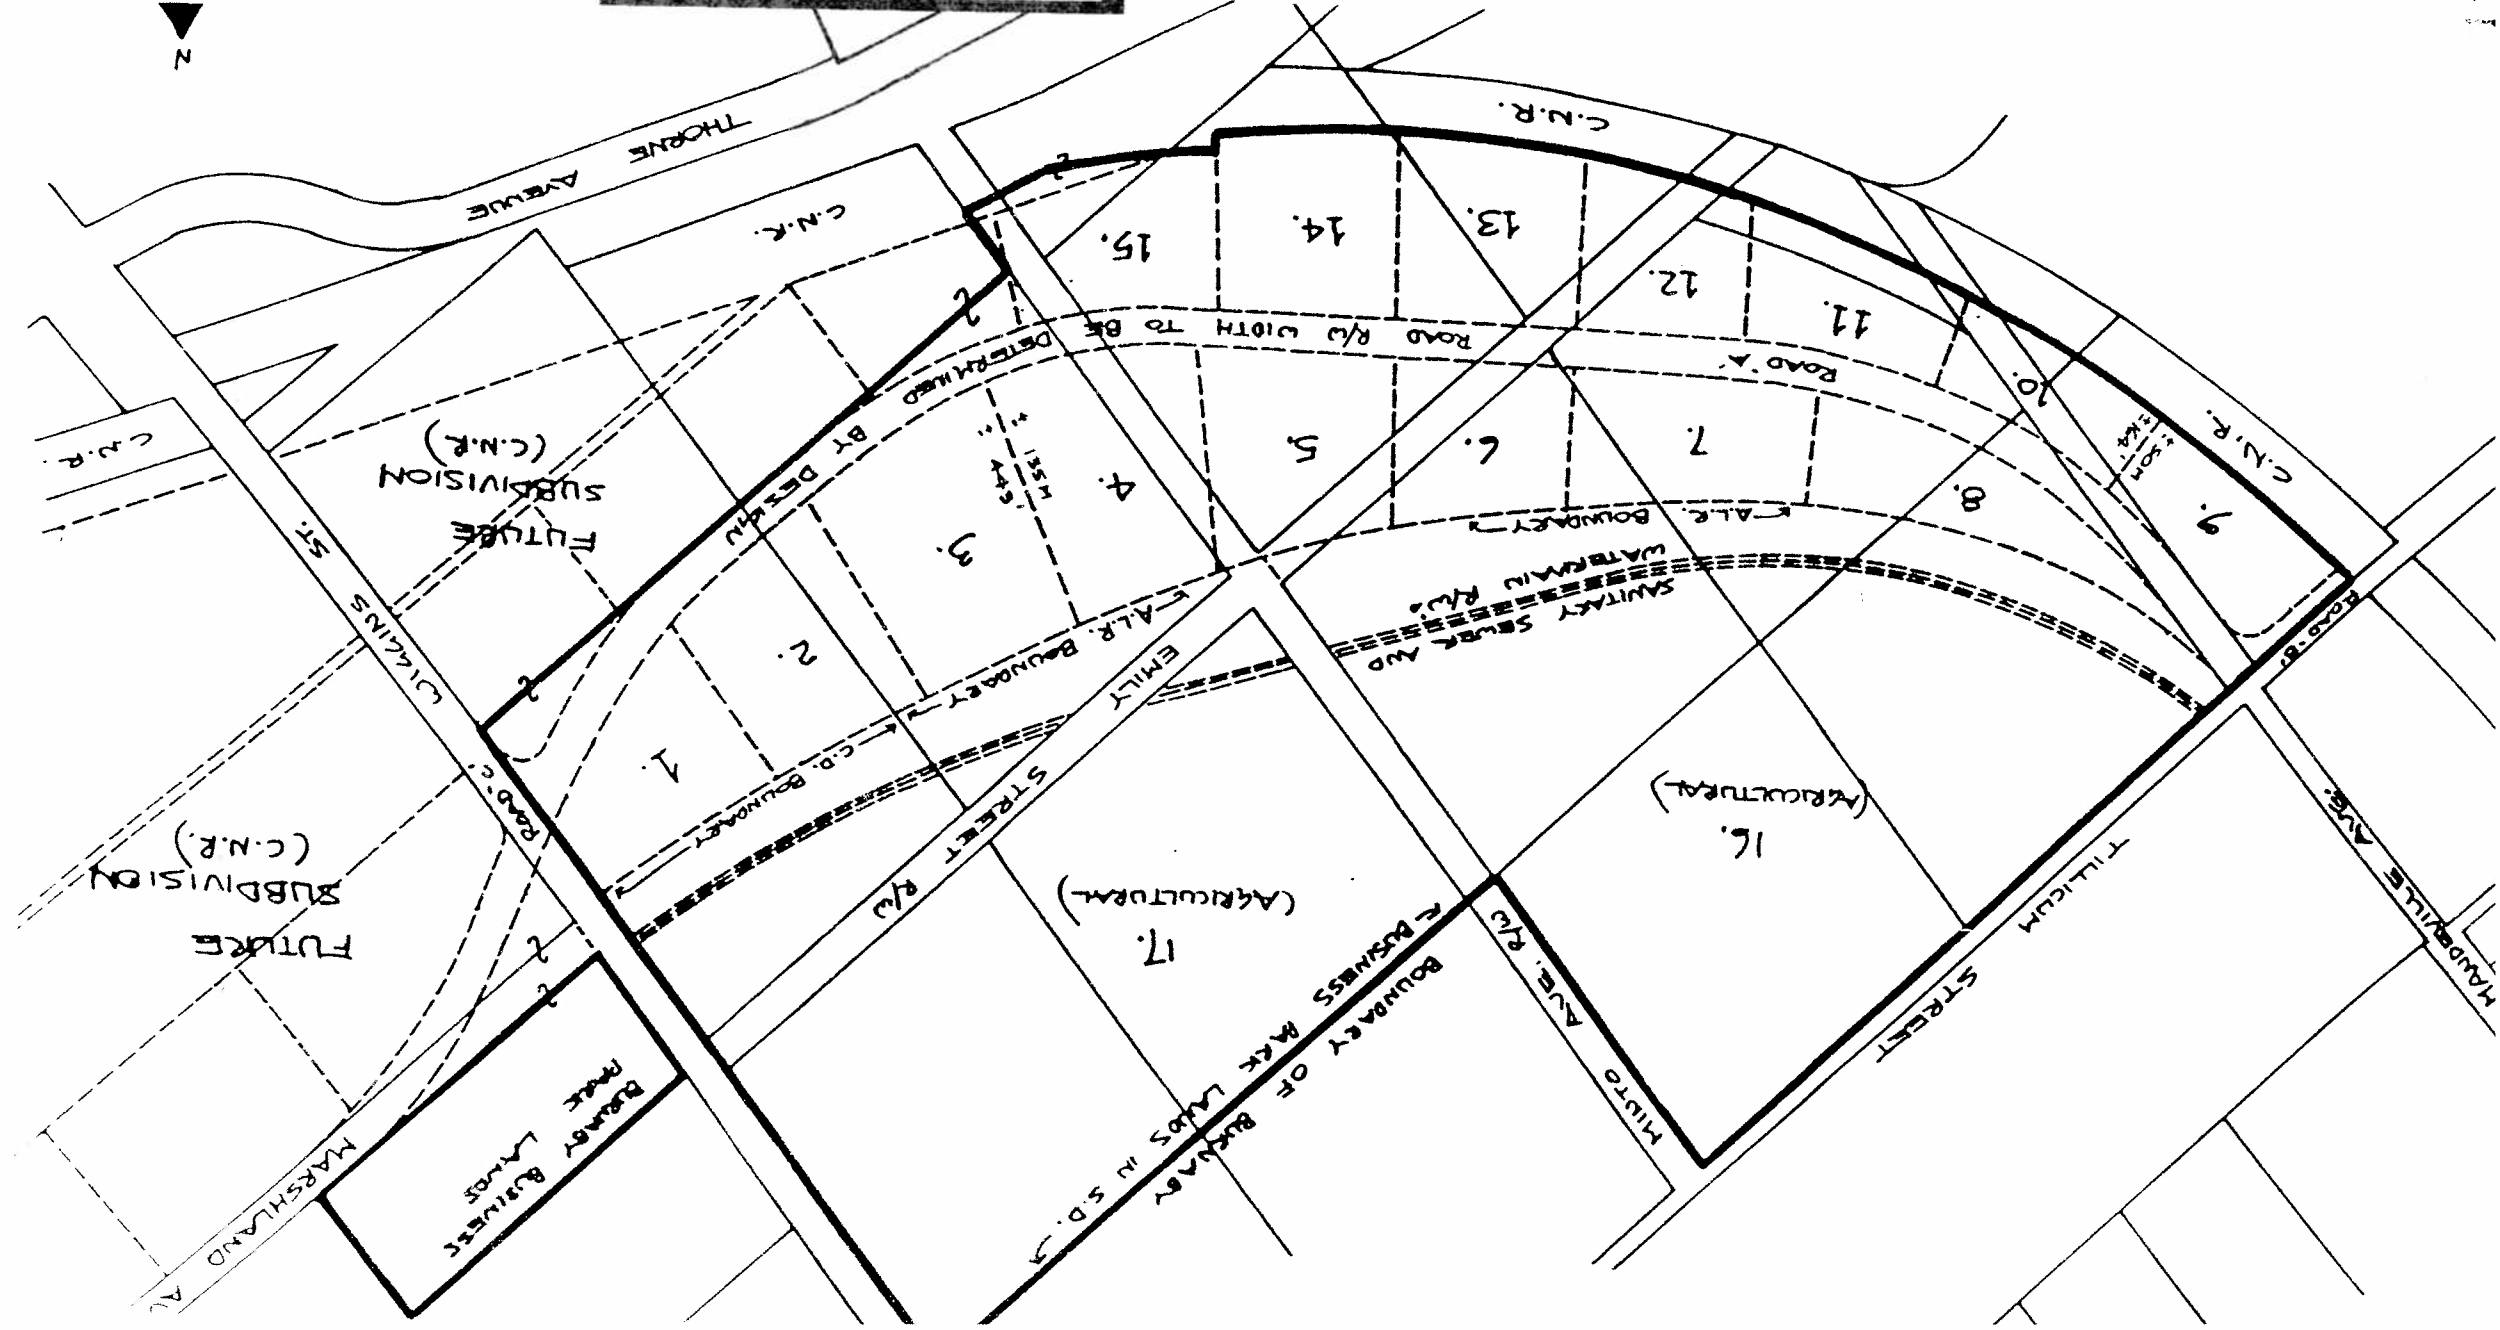 MARSHLAND
BURNABY BUSINESS
PARK LANDS
BOUNDARY OF BURNABY
BUSINESS PARK LANDS IN S.D.
MINTO AVE. R/W
TILLICUM STREET
MANDEVILLE AVE.
FUTURE
SUBDIVISION
(C.N.R.)
17.
(AGRICULTURAL)
16.
(AGRICULTURAL)
EMILY STREET R/W
ROAD 'C'
ROAD 'B'
WIGGINS ST.
C.D. BOUNDARY
A.L.R. BOUNDARY
SANITARY SEWER AND
WATERMAIN R/W.
A.L.R. BOUNDARY
1.
2.
3.
4.
5.
6.
7.
8.
9.
10.
11.
12.
13.
14.
15.
FUTURE
SUBDIVISION
(C.N.R.)
ROAD 'A'
ROAD R/W WIDTH TO BE
DETERMINED BY DESIGN
C.N.R.
C.N.R.
C.N.R.
C.N.R.
THORNE AVENUE
N